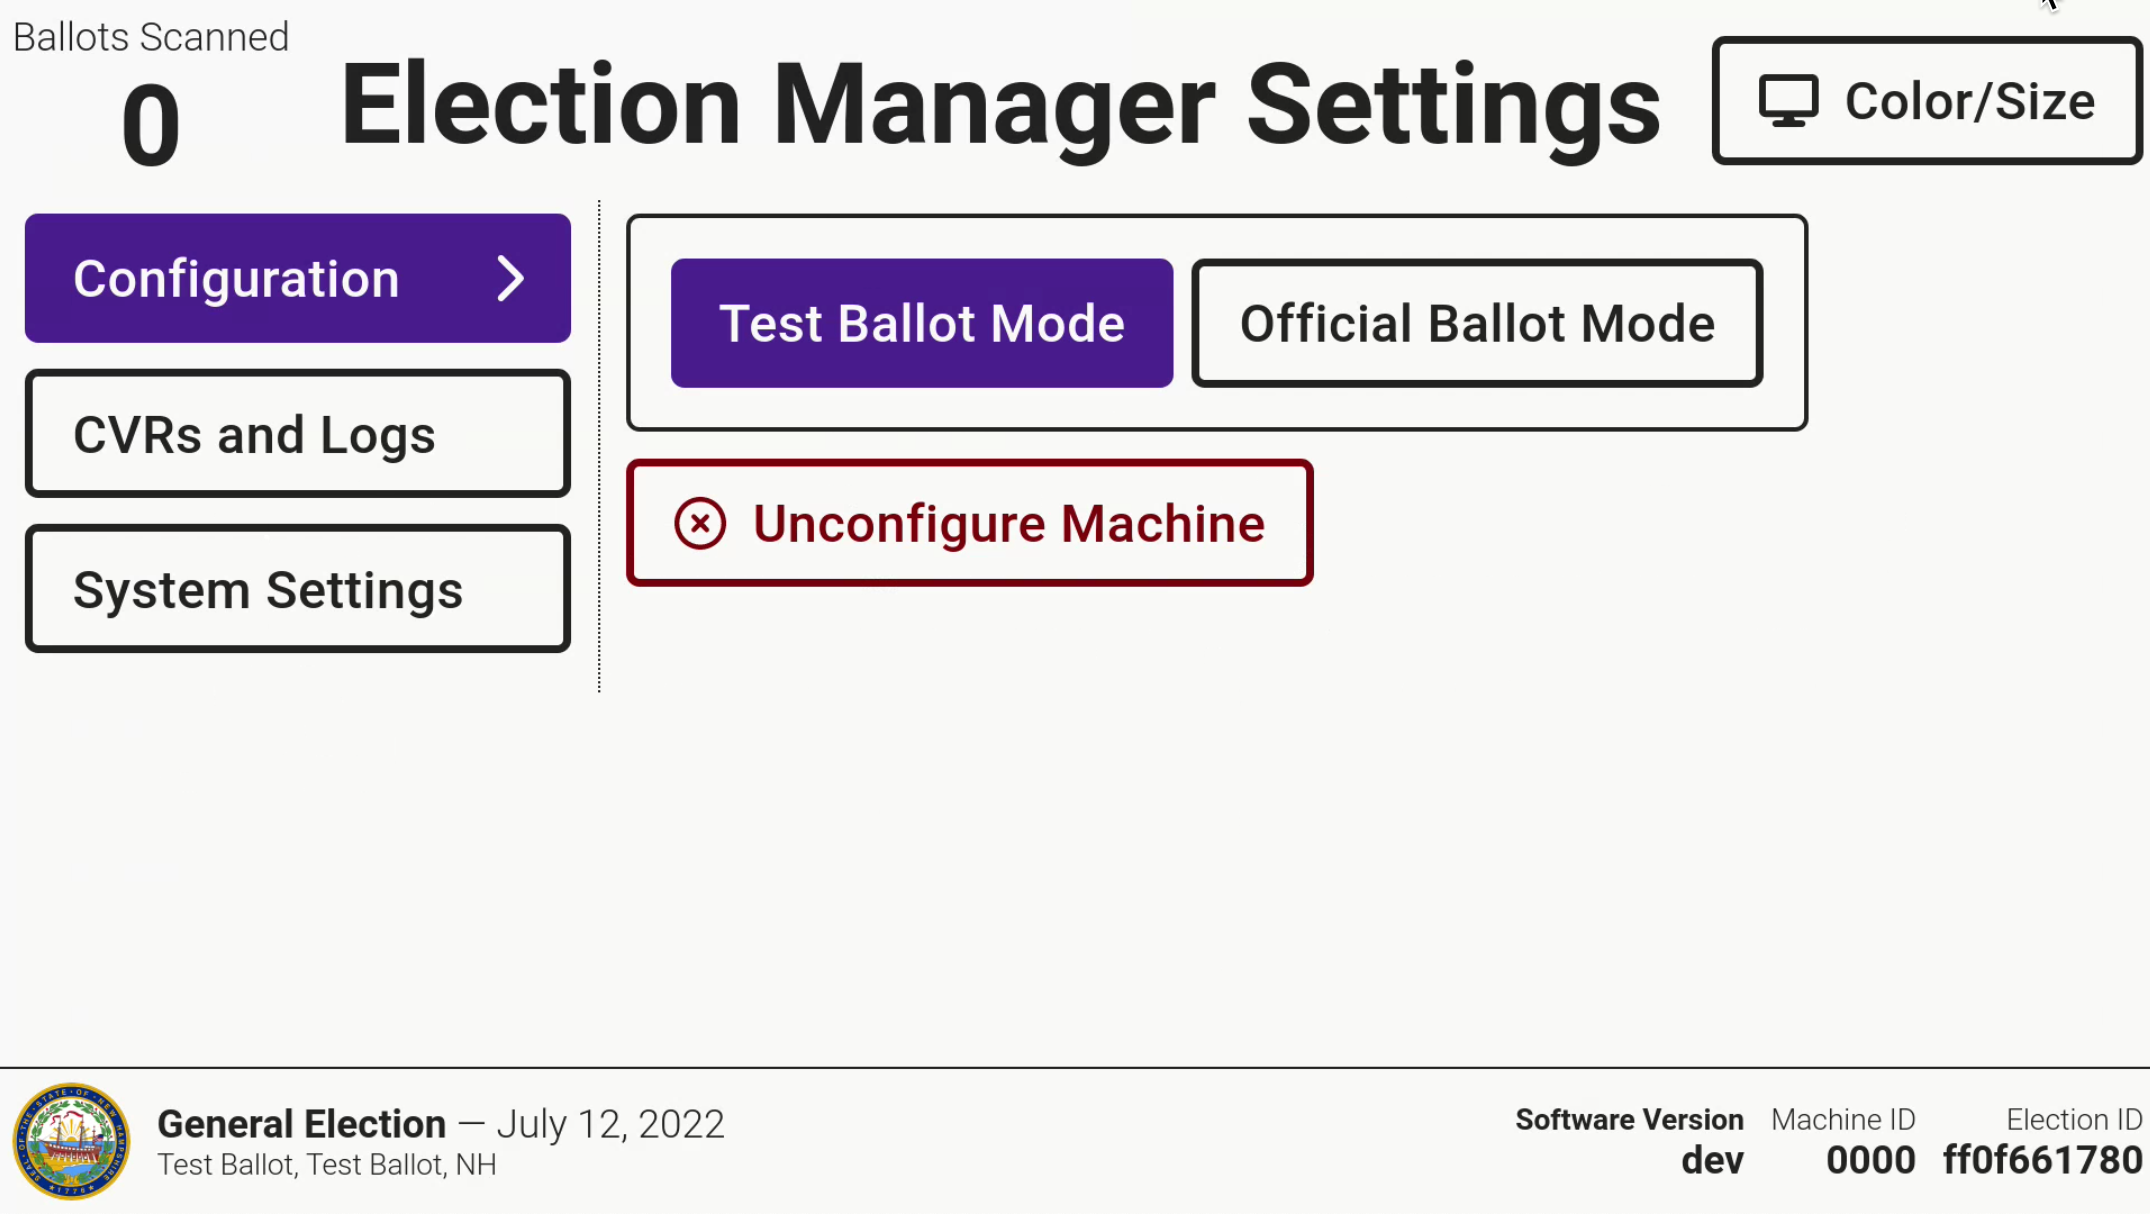 Ballots Scanned
0
Election Manager Settings
Color/Size
Configuration
CVRs and Logs
System Settings
Test Ballot Mode
Official Ballot Mode
Unconfigure Machine
General Election — July 12, 2022
Test Ballot, Test Ballot, NH
Software Version
dev
Machine ID
0000
Election ID
ff0f661780
SEAL · OF · THE · STATE · OF · NEW HAMPSHIRE
1776